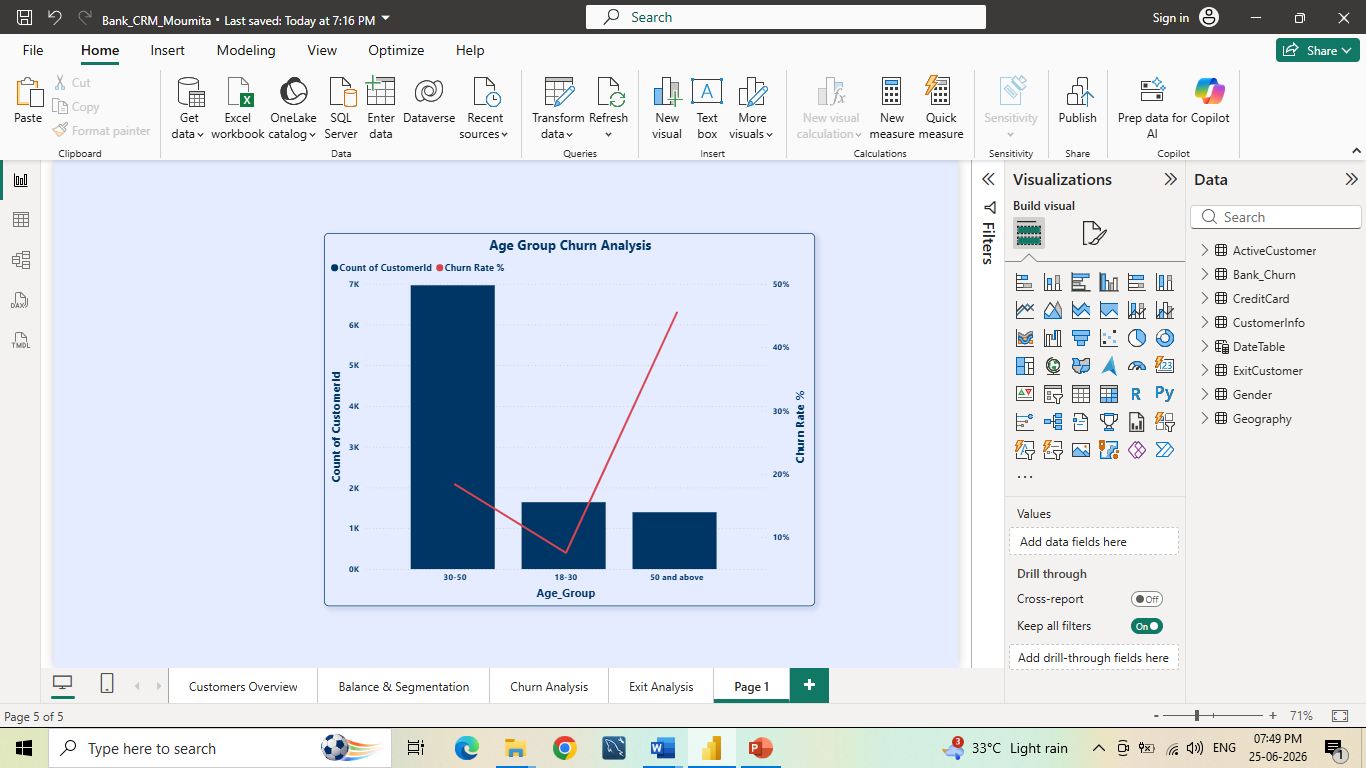 Bank_CRM_Moumita • Last saved: Today at 7:16 PM
Search
Sign in
File Home Insert Modeling View Optimize Help
Share
Paste
Cut
Copy
Format painter
Clipboard
Get data
Excel workbook
OneLake catalog
SQL Server
Enter data
Dataverse
Recent sources
Data
Transform data
Refresh
Queries
New visual
Text box
More visuals
Insert
New visual calculation
New measure
Quick measure
Calculations
Sensitivity
Sensitivity
Publish
Share
Prep data for AI
Copilot
Copilot
DAX
TMDL
Age Group Churn Analysis
Count of CustomerId Churn Rate %
Count of CustomerId
7K
6K
5K
4K
3K
2K
1K
0K
50%
40%
30%
20%
10%
Churn Rate %
30-50 18-30 50 and above
Age_Group
Filters
Visualizations
Build visual
123
R Py
...
Values
Add data fields here
Drill through
Cross-report Off
Keep all filters On
Add drill-through fields here
Data
Search
ActiveCustomer
Bank_Churn
CreditCard
CustomerInfo
DateTable
ExitCustomer
Gender
Geography
Customers Overview Balance & Segmentation Churn Analysis Exit Analysis Page 1 +
Page 5 of 5
- + 71%
Type here to search
3
33°C Light rain
ENG
07:49 PM
25-06-2026
1